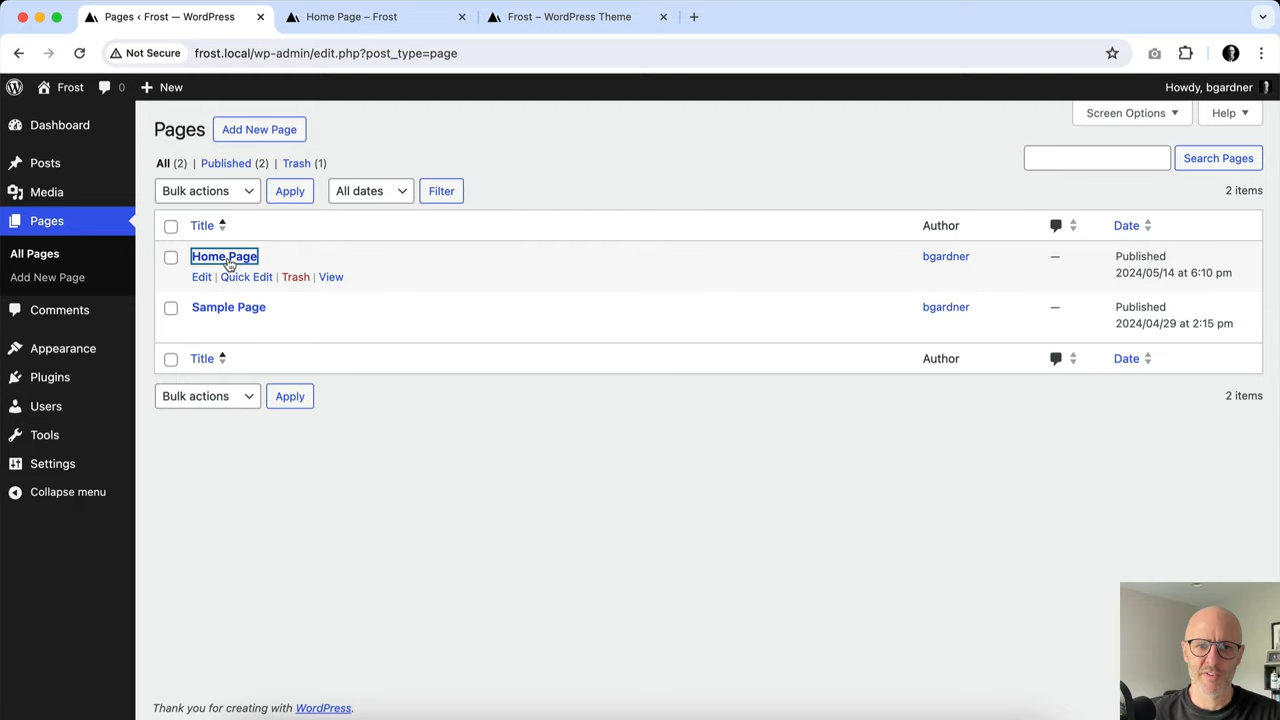 Pages ‹ Frost — WordPress
Home Page – Frost
Frost – WordPress Theme
Not Secure
frost.local/wp-admin/edit.php?post_type=page
Frost
0
New
Howdy, bgardner
Dashboard
Posts
Media
Pages
All Pages
Add New Page
Comments
Appearance
Plugins
Users
Tools
Settings
Collapse menu
Screen Options
Help
Pages
Add New Page
All (2) | Published (2) | Trash (1)
Search Pages
Bulk actions
Apply
All dates
Filter
2 items
Title
Author
Date
Home Page
Edit | Quick Edit | Trash | View
bgardner
—
Published
2024/05/14 at 6:10 pm
Sample Page
bgardner
—
Published
2024/04/29 at 2:15 pm
Title
Author
Date
Bulk actions
Apply
2 items
Thank you for creating with WordPress.